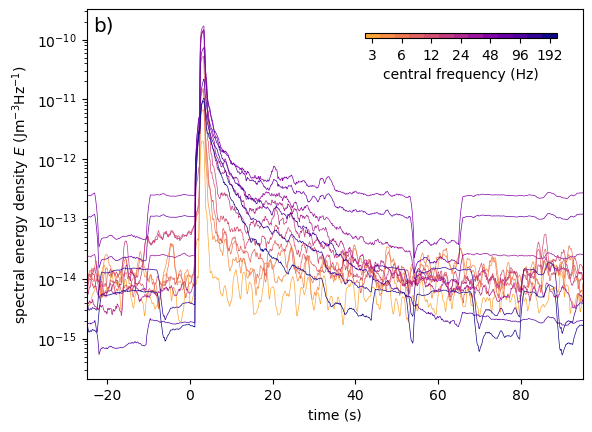 b)
3 6 12 24 48 96 192
central frequency (Hz)
spectral energy density E (Jm⁻³Hz⁻¹)
10⁻¹⁰
10⁻¹¹
10⁻¹²
10⁻¹³
10⁻¹⁴
10⁻¹⁵
−20 0 20 40 60 80
time (s)